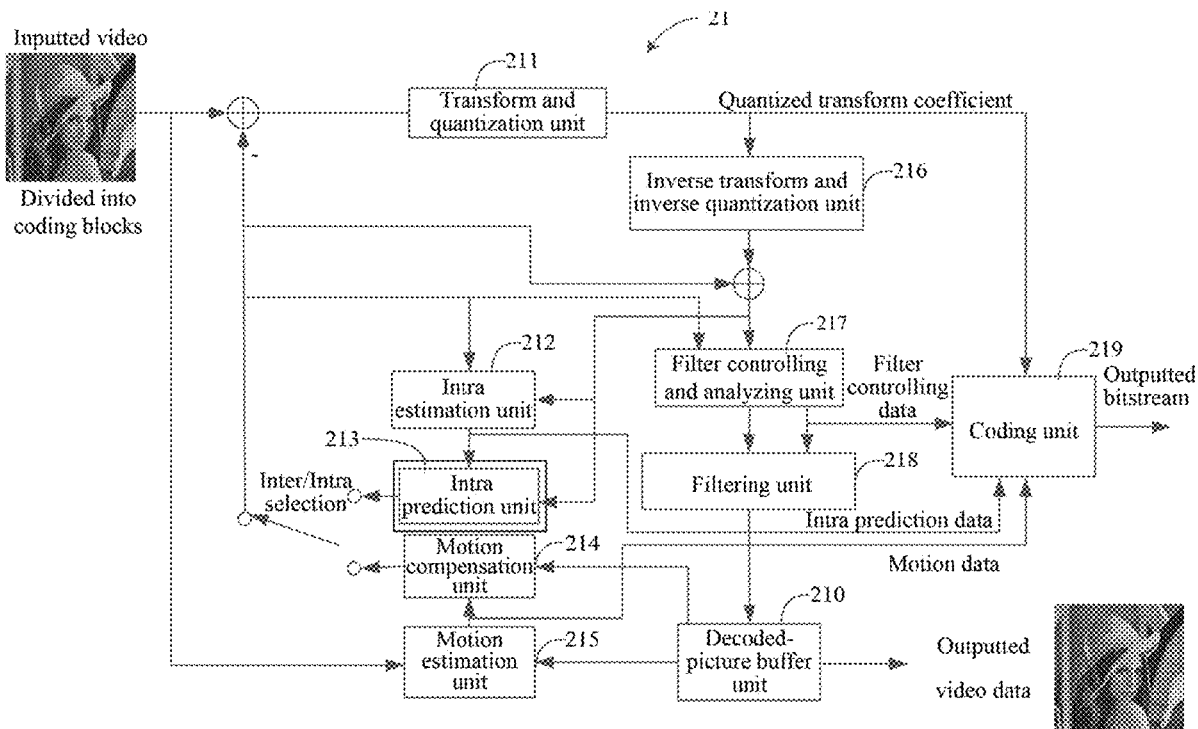 21
Inputted video
211
Transform and
quantization unit
Quantized transform coefficient
-
Divided into
coding blocks
Inverse transform and
inverse quantization unit
216
212
217
Intra
estimation unit
Filter controlling
and analyzing unit
Filter
controlling
data
219
Outputted
bitstream
Coding unit
213
Intra
prediction unit
Inter/Intra
selection
218
Filtering unit
Intra prediction data
Motion
compensation
unit
214
Motion data
210
Motion
estimation
unit
215
Decoded-
picture buffer
unit
Outputted
video data